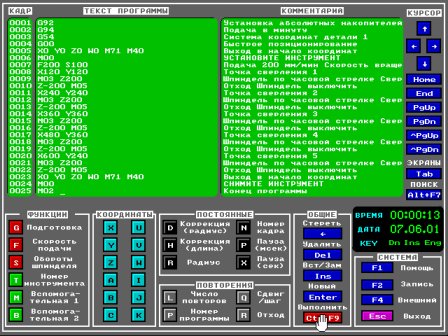 КАДР ТЕКСТ ПРОГРАММЫ КОММЕНТАРИЙ КУРСОР
0001 G92 Установка абсолютных накопителей
0002 G94 Подача в минуту
0003 G54 Система координат детали 1
0004 G00 Быстрое позиционирование
0005 X0 Y0 Z0 W0 M71 M40 Выход в начало координат
0006 M00 УСТАНОВИТЕ ИНСТРУМЕНТ
0007 F200 S100 Подача 200 мм/мин Скорость враще
0008 X120 Y120 Точка сверления 1
0009 M03 Z200 Шпиндель по часовой стрелке Свер
0010 Z-200 M05 Отход Шпиндель выключить
0011 X240 Y240 Точка сверления 2
0012 M03 Z200 Шпиндель по часовой стрелке Свер
0013 Z-200 M05 Отход Шпиндель выключить
0014 X360 Y360 Точка сверления 3
0015 M03 Z200 Шпиндель по часовой стрелке Свер
0016 Z-200 M05 Отход Шпиндель выключить
0017 X480 Y360 Точка сверления 4
0018 M03 Z200 Шпиндель по часовой стрелке Свер
0019 Z-200 M05 Отход Шпиндель выключить
0020 X600 Y240 Точка сверления 5
0021 M03 Z200 Шпиндель по часовой стрелке Свер
0022 Z-200 M05 Отход Шпиндель выключить
0023 X0 Y0 Z0 W0 M71 M40 Выход в начало координат
0024 M00 СНИМИТЕ ИНСТРУМЕНТ
0025 M02 Конец программы
↑
← →
↓
Home
End
PgUp
PgDn
^PgUp
^PgDn
ЭКРАНЫ
Tab
ПОИСК
Alt+F7
ФУНКЦИИ
G Подготовка
F Скорость подачи
S Обороты шпинделя
T Номер инструмента
M Вспомогательная 1
B Вспомогательная 2
КООРДИНАТЫ
X U
Y V
Z W
A I
B J
C K
ПОСТОЯННЫЕ
D Коррекция (радиус) N Номер кадра
H Коррекция (длина) P Пауза (мсек)
R Радиус X Пауза (сек)
ПОВТОРЕНИЯ
L Число повторов Q Сдвиг/шаг
P Номер программы R Отход
ОБЩИЕ
Стереть
←
Удалить
Del
Вст/Зам
Ins
Новый
Enter
Выполнить
Ctrl+F9
ВРЕМЯ 00:00:13
ДАТА 07.06.01
KEY Dn Ins Eng
СИСТЕМА
F1 Помощь
F2 Запись
F4 Внешний
Esc Выход